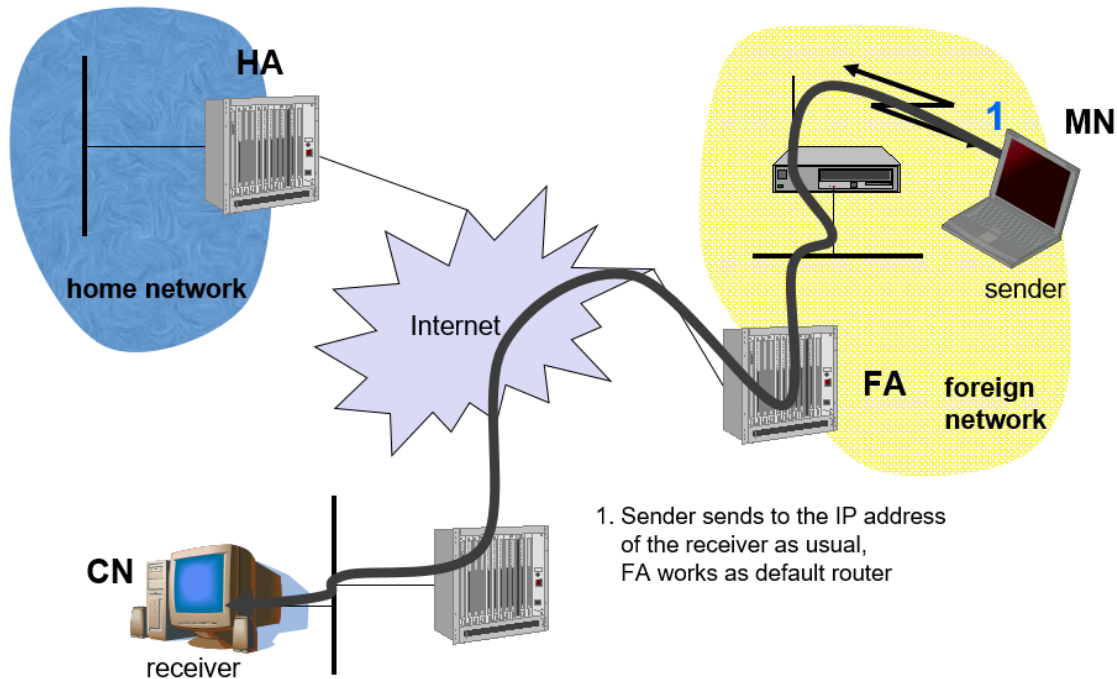 HA
1
MN
home network
Internet
sender
FA
foreign
network
1. Sender sends to the IP address
of the receiver as usual,
FA works as default router
CN
receiver